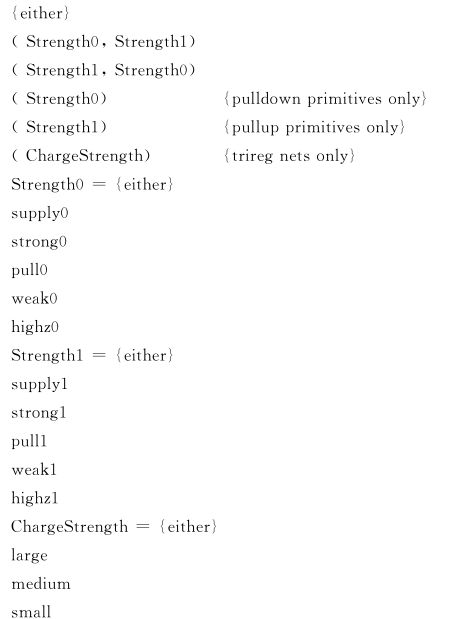 {either}
( Strength0, Strength1)
( Strength1, Strength0)
( Strength0) {pulldown primitives only}
( Strength1) {pullup primitives only}
( ChargeStrength) {trireg nets only}
Strength0 = {either}
supply0
strong0
pull0
weak0
highz0
Strength1 = {either}
supply1
strong1
pull1
weak1
highz1
ChargeStrength = {either}
large
medium
small